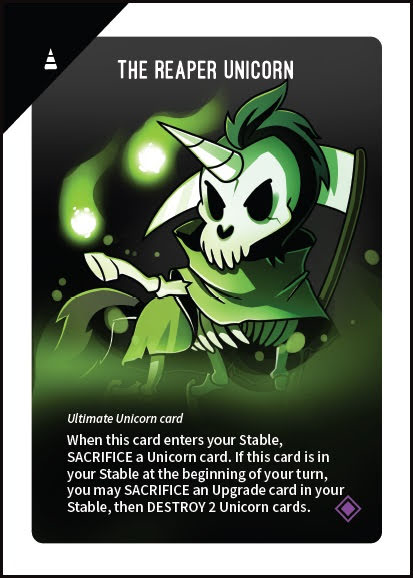 THE REAPER UNICORN
Ultimate Unicorn card
When this card enters your Stable,
SACRIFICE a Unicorn card. If this card is in
your Stable at the beginning of your turn,
you may SACRIFICE an Upgrade card in your
Stable, then DESTROY 2 Unicorn cards.